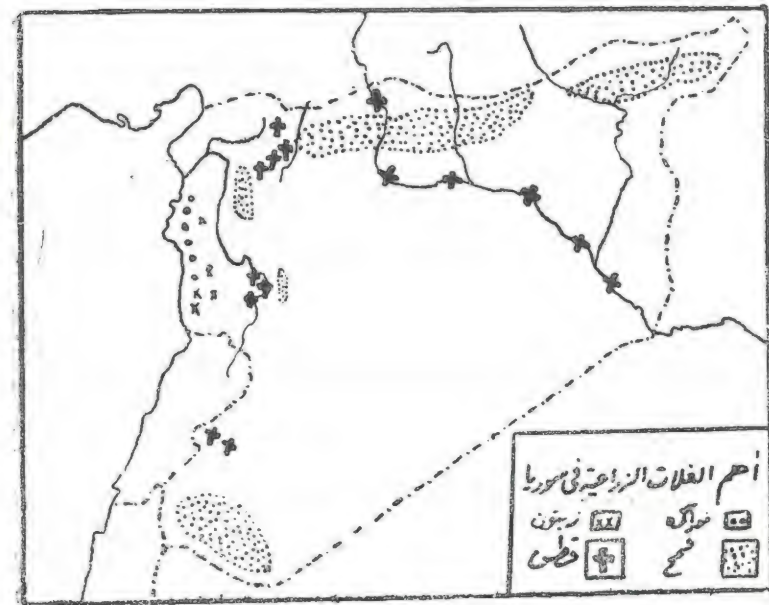 أهم الغلات الزراعية في سوريا
فواكه زيتون
قمح قطن